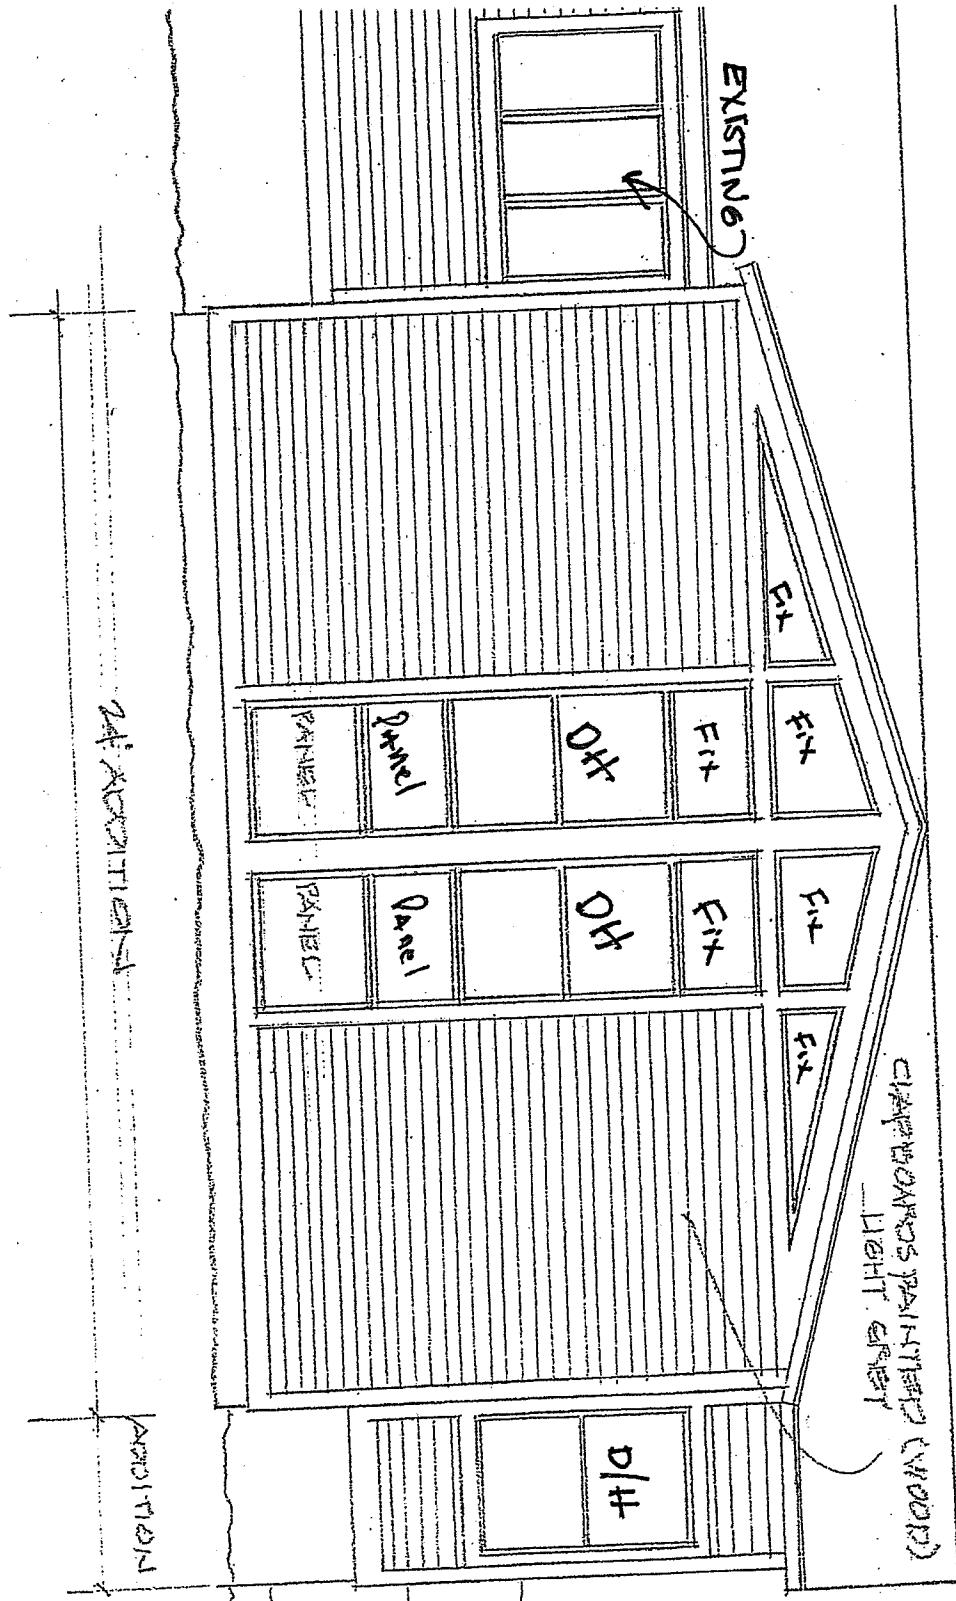 EXISTING
CLAPBOARDS PAINTED (WOOD)
LIGHT GREY
Fix
Fix
Fix
Fix
Fix
Fix
DH
DH
PAnel
PAnel
PANEL
PANEL
D/H
24' ADDITION
ADDITION